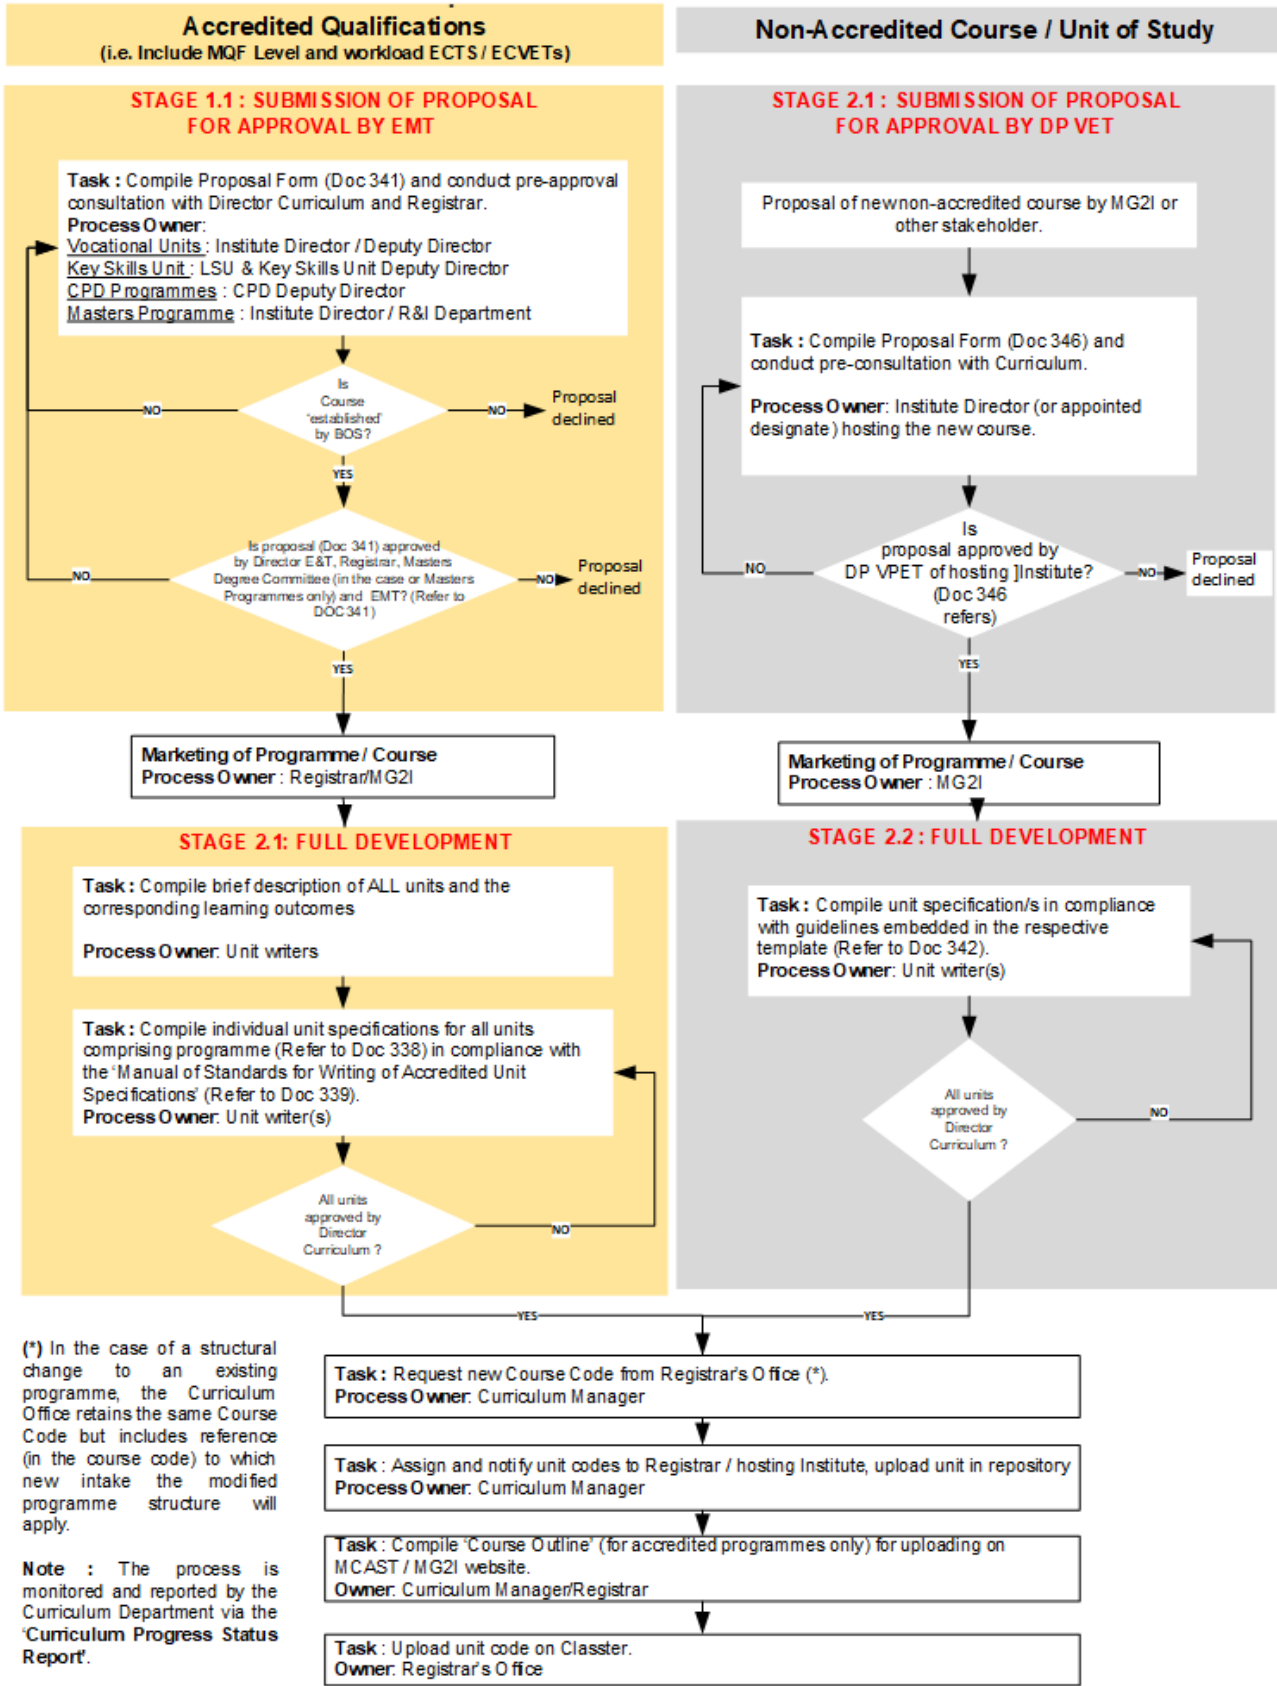 Accredited Qualifications
(i.e. Include MQF Level and workload ECTS / ECVETs)
STAGE 1.1 : SUBMISSION OF PROPOSAL
FOR APPROVAL BY EMT
Task : Compile Proposal Form (Doc 341) and conduct pre-approval
consultation with Director Curriculum and Registrar.
Process Owner:
Vocational Units : Institute Director / Deputy Director
Key Skills Unit : LSU & Key Skills Unit Deputy Director
CPD Programmes : CPD Deputy Director
Masters Programme : Institute Director / R&I Department
Is
Course
'established'
by BOS?
NO
NO
Proposal
declined
YES
Is proposal (Doc 341) approved
by Director E&T, Registrar, Masters
Degree Committee (in the case or Masters
Programmes only) and EMT? (Refer to
DOC 341)
NO
NO
Proposal
declined
YES
Marketing of Programme / Course
Process Owner : Registrar/MG2I
STAGE 2.1: FULL DEVELOPMENT
Task : Compile brief description of ALL units and the
corresponding learning outcomes
Process Owner: Unit writers
Task : Compile individual unit specifications for all units
comprising programme (Refer to Doc 338) in compliance with
the 'Manual of Standards for Writing of Accredited Unit
Specifications' (Refer to Doc 339).
Process Owner: Unit writer(s)
All units
approved by
Director
Curriculum ?
NO
YES
Non-Accredited Course / Unit of Study
STAGE 2.1 : SUBMISSION OF PROPOSAL
FOR APPROVAL BY DP VET
Proposal of newnon-accredited course by MG2I or
other stakeholder.
Task : Compile Proposal Form (Doc 346) and
conduct pre-consultation with Curriculum.
Process Owner: Institute Director (or appointed
designate) hosting the new course.
Is
proposal approved by
DP VPET of hosting ]Institute?
(Doc 346
refers)
NO
NO
Proposal
declined
YES
Marketing of Programme / Course
Process Owner : MG2I
STAGE 2.2 : FULL DEVELOPMENT
Task : Compile unit specification/s in compliance
with guidelines embedded in the respective
template (Refer to Doc 342).
Process Owner: Unit writer(s)
All units
approved by
Director
Curriculum ?
NO
YES
(*) In the case of a structural
change to an existing
programme, the Curriculum
Office retains the same Course
Code but includes reference
(in the course code) to which
new intake the modified
programme structure will
apply.
Note : The process is
monitored and reported by the
Curriculum Department via the
'Curriculum Progress Status
Report'.
Task : Request new Course Code from Registrar's Office (*).
Process Owner: Curriculum Manager
Task : Assign and notify unit codes to Registrar / hosting Institute, upload unit in repository
Process Owner: Curriculum Manager
Task : Compile 'Course Outline' (for accredited programmes only) for uploading on
MCAST / MG2I website.
Owner: Curriculum Manager/Registrar
Task : Upload unit code on Classter.
Owner: Registrar's Office